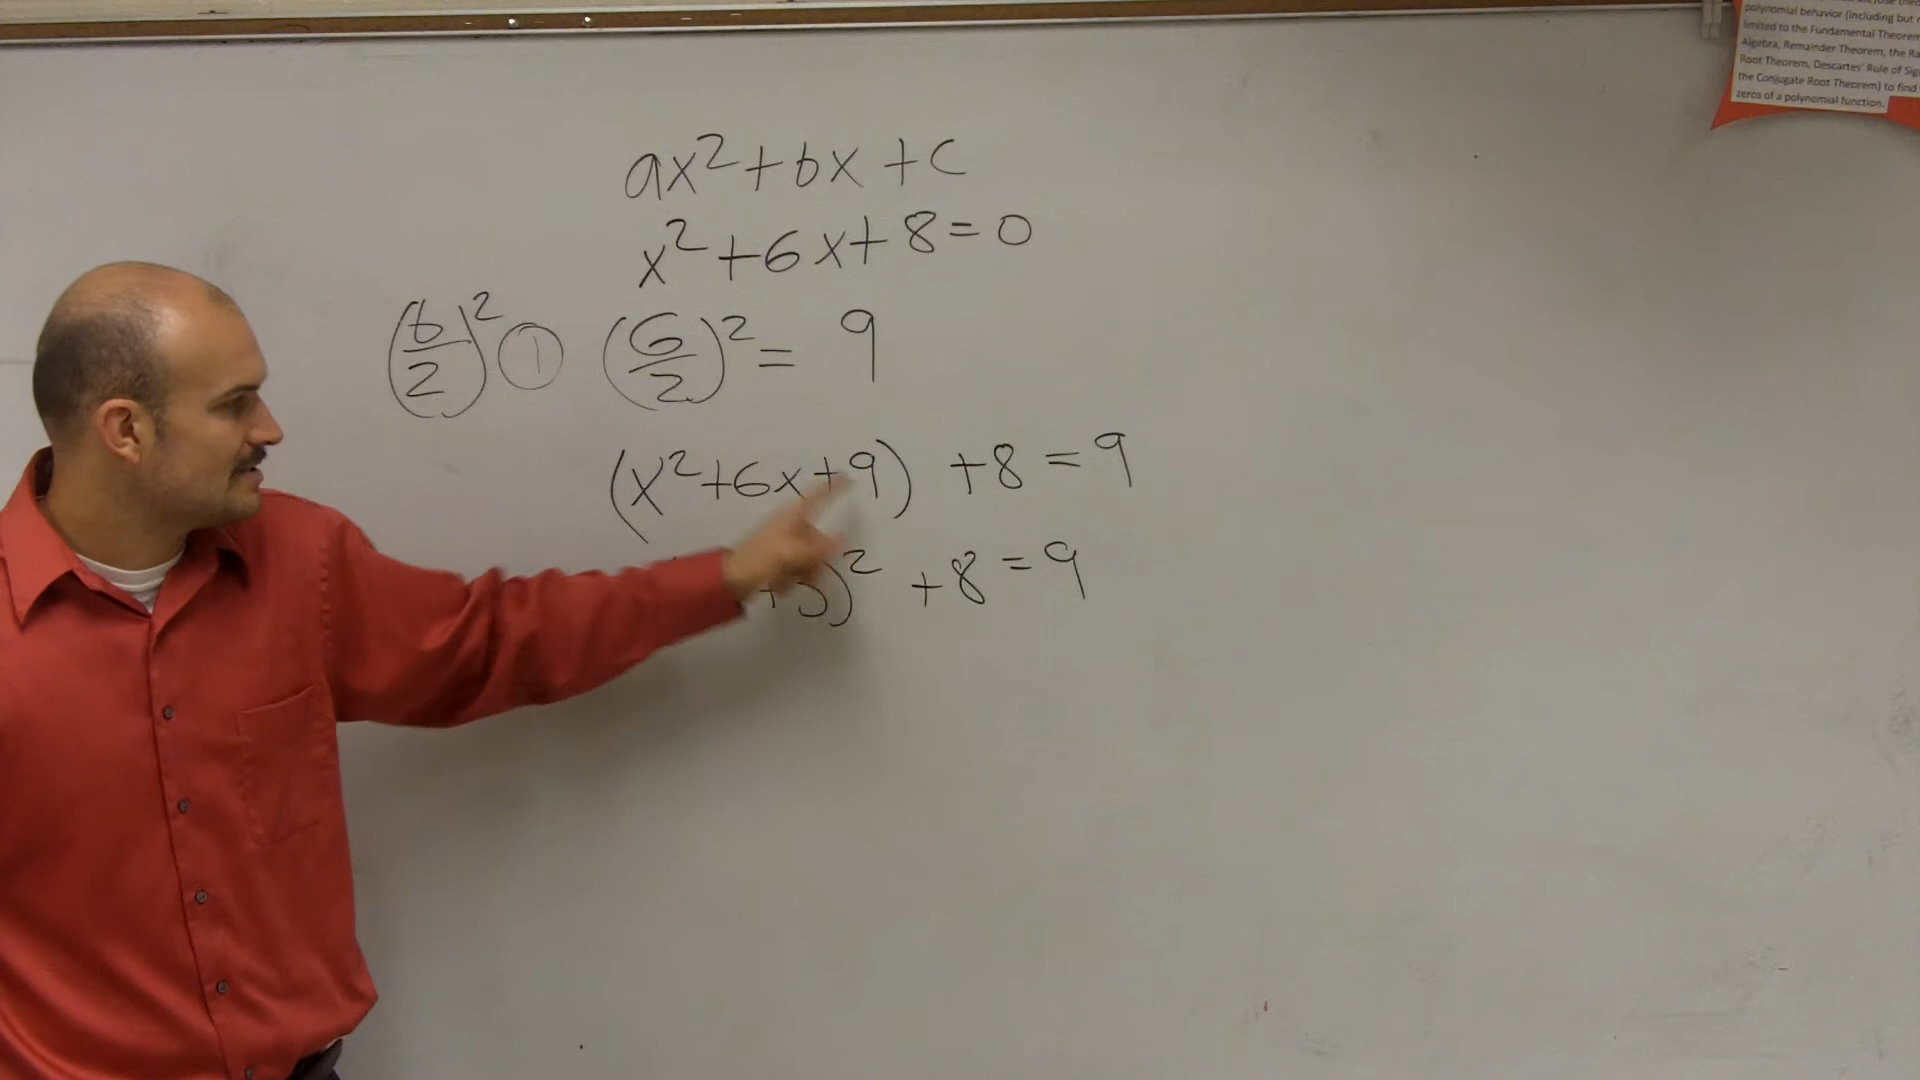 polynomial behavior (including but
limited to the Fundamental Theorem
Algebra, Remainder Theorem, the
Root Theorem, Descartes' Rule of
the Conjugate Root Theorem) to find
zeros of a polynomial function.
ax²+bx+c
x²+6x+8=0
(b/2)² ① (6/2)² = 9
(x²+6x+9) +8=9
+3)² +8=9